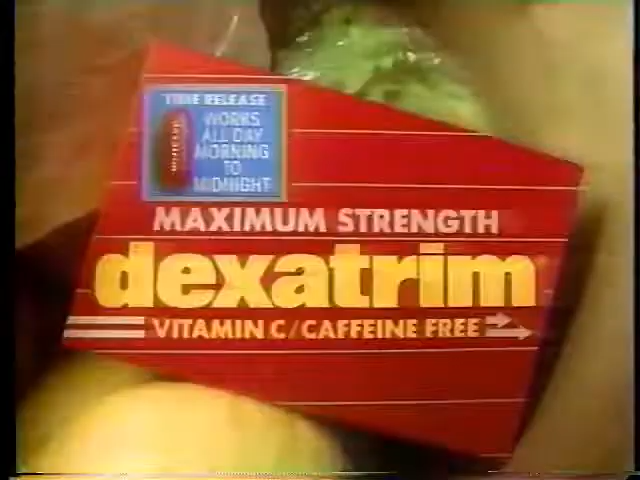 TIME RELEASE
WORKS
ALL DAY
MORNING
TO
MIDNIGHT
MAXIMUM STRENGTH
dexatrim
VITAMIN C/CAFFEINE FREE